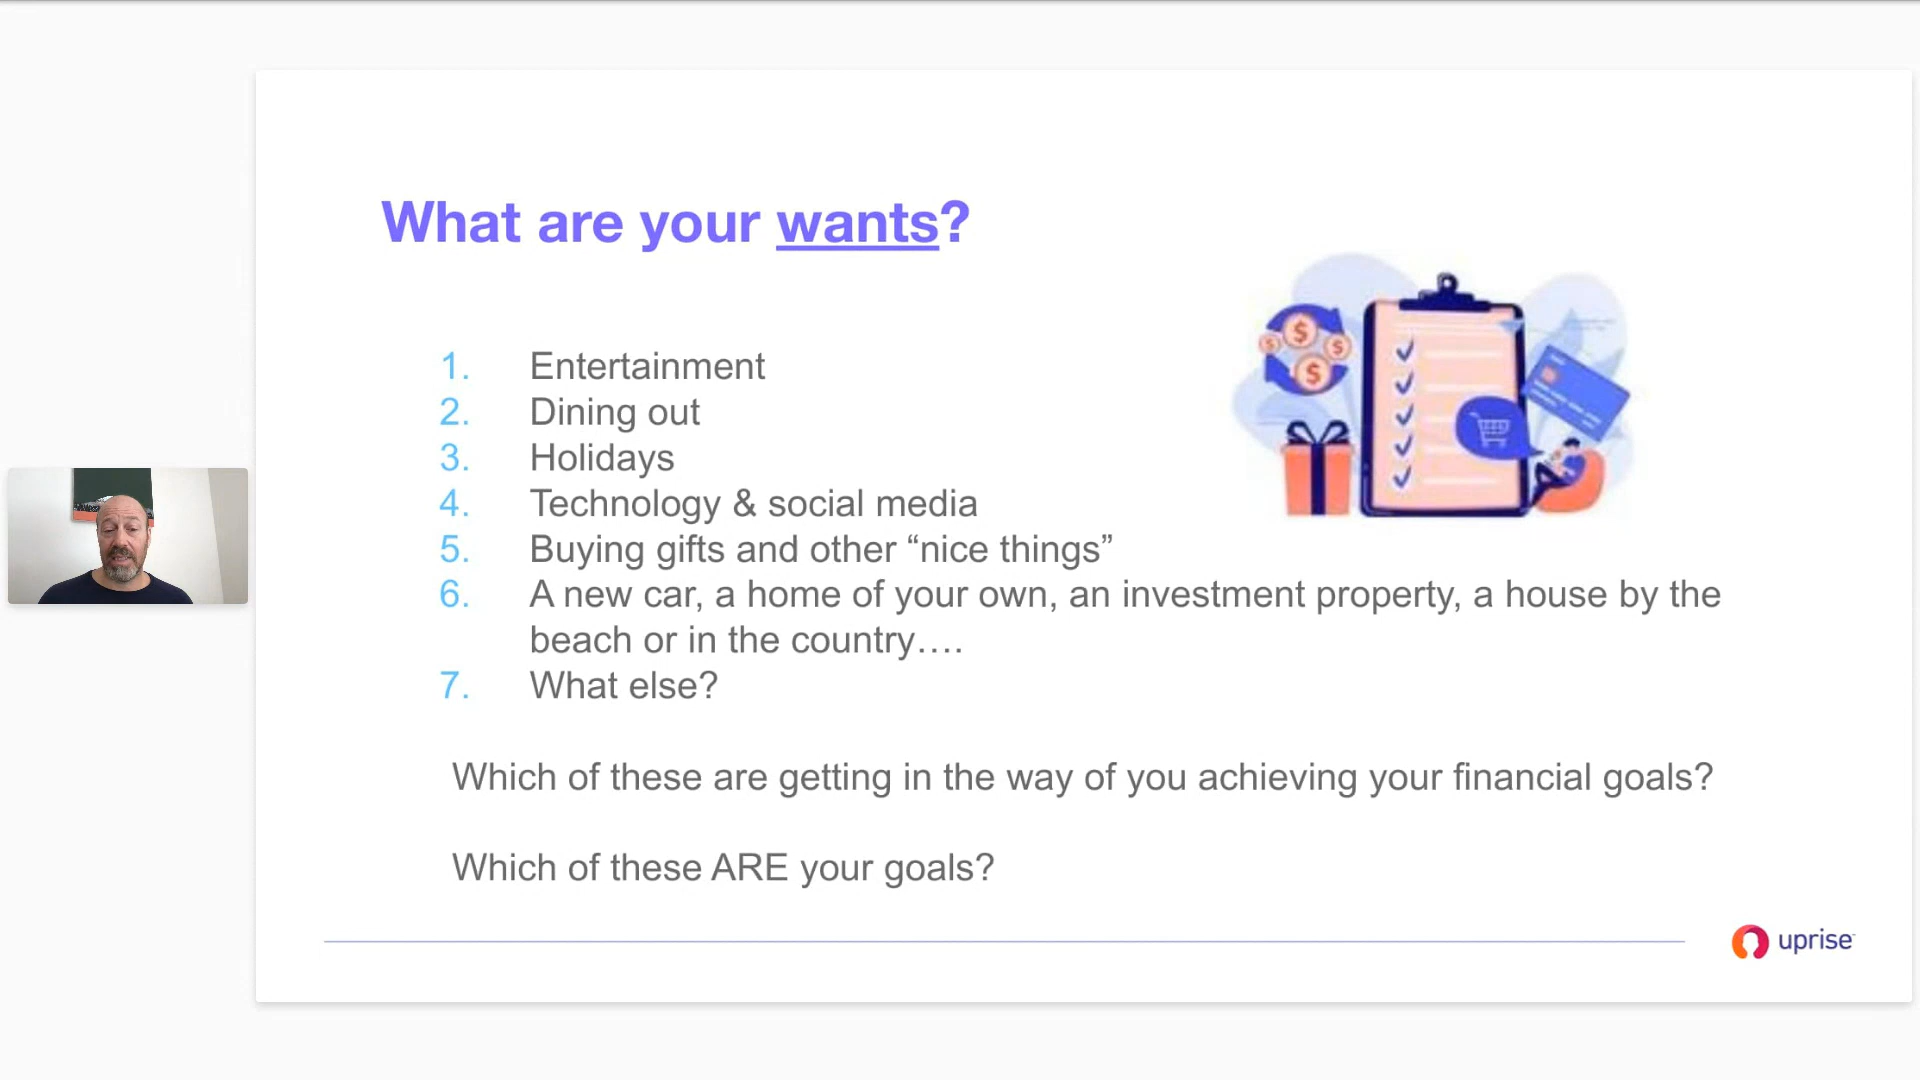 What are your wants?
1. Entertainment
2. Dining out
3. Holidays
4. Technology & social media
5. Buying gifts and other “nice things”
6. A new car, a home of your own, an investment property, a house by the
beach or in the country….
7. What else?
Which of these are getting in the way of you achieving your financial goals?
Which of these ARE your goals?
uprise